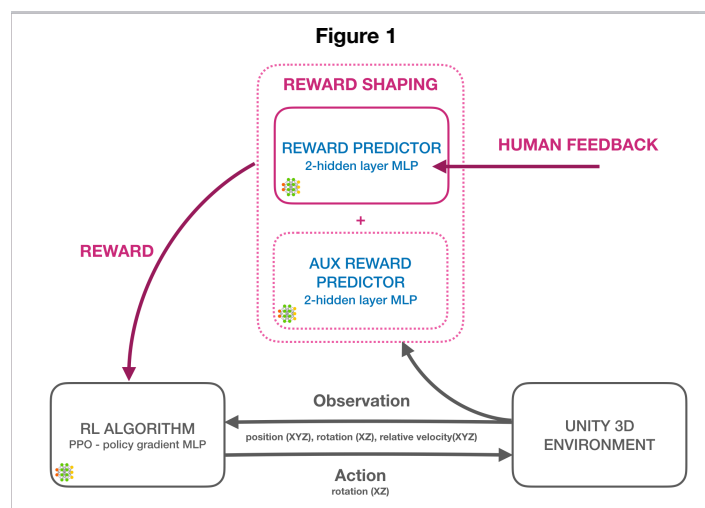 Figure 1
REWARD SHAPING
REWARD PREDICTOR
2-hidden layer MLP
HUMAN FEEDBACK
+
REWARD
AUX REWARD
PREDICTOR
2-hidden layer MLP
RL ALGORITHM
PPO - policy gradient MLP
Observation
position (XYZ), rotation (XZ), relative velocity(XYZ)
Action
rotation (XZ)
UNITY 3D
ENVIRONMENT